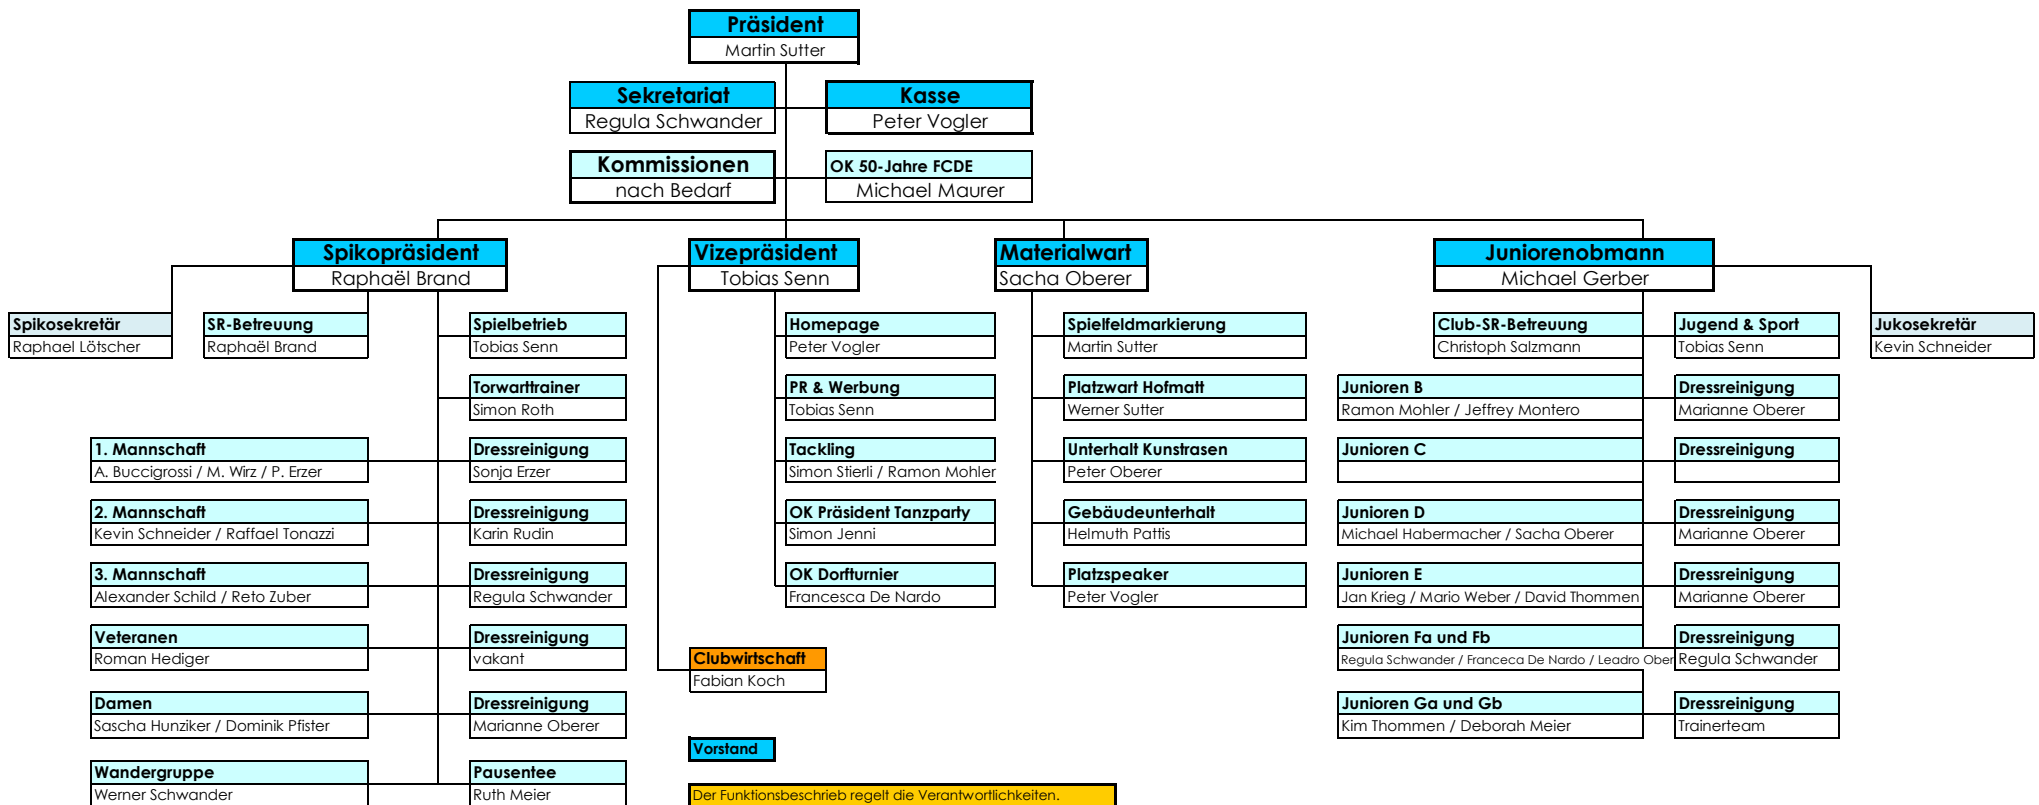 Präsident
Martin Sutter
Sekretariat
Regula Schwander
Kasse
Peter Vogler
Kommissionen
nach Bedarf
OK 50-Jahre FCDE
Michael Maurer
Spikopräsident
Raphaël Brand
Vizepräsident
Tobias Senn
Materialwart
Sacha Oberer
Juniorenobmann
Michael Gerber
Spikosekretär
Raphael Lötscher
SR-Betreuung
Raphaël Brand
Spielbetrieb
Tobias Senn
Homepage
Peter Vogler
Spielfeldmarkierung
Martin Sutter
Club-SR-Betreuung
Christoph Salzmann
Jugend & Sport
Tobias Senn
Jukosekretär
Kevin Schneider
Torwarttrainer
Simon Roth
PR & Werbung
Tobias Senn
Platzwart Hofmatt
Werner Sutter
Junioren B
Ramon Mohler / Jeffrey Montero
Dressreinigung
Marianne Oberer
1. Mannschaft
A. Buccigrossi / M. Wirz / P. Erzer
Dressreinigung
Sonja Erzer
Tackling
Simon Stierli / Ramon Mohler
Unterhalt Kunstrasen
Peter Oberer
Junioren C
Dressreinigung
2. Mannschaft
Kevin Schneider / Raffael Tonazzi
Dressreinigung
Karin Rudin
OK Präsident Tanzparty
Simon Jenni
Gebäudeunterhalt
Helmuth Pattis
Junioren D
Michael Habermacher / Sacha Oberer
Dressreinigung
Marianne Oberer
3. Mannschaft
Alexander Schild / Reto Zuber
Dressreinigung
Regula Schwander
OK Dorfturnier
Francesca De Nardo
Platzspeaker
Peter Vogler
Junioren E
Jan Krieg / Mario Weber / David Thommen
Dressreinigung
Marianne Oberer
Veteranen
Roman Hediger
Dressreinigung
vakant
Clubwirtschaft
Fabian Koch
Junioren Fa und Fb
Regula Schwander / Franceca De Nardo / Leadro Ober
Dressreinigung
Regula Schwander
Damen
Sascha Hunziker / Dominik Pfister
Dressreinigung
Marianne Oberer
Junioren Ga und Gb
Kim Thommen / Deborah Meier
Dressreinigung
Trainerteam
Vorstand
Wandergruppe
Werner Schwander
Pausentee
Ruth Meier
Der Funktionsbeschrieb regelt die Verantwortlichkeiten.